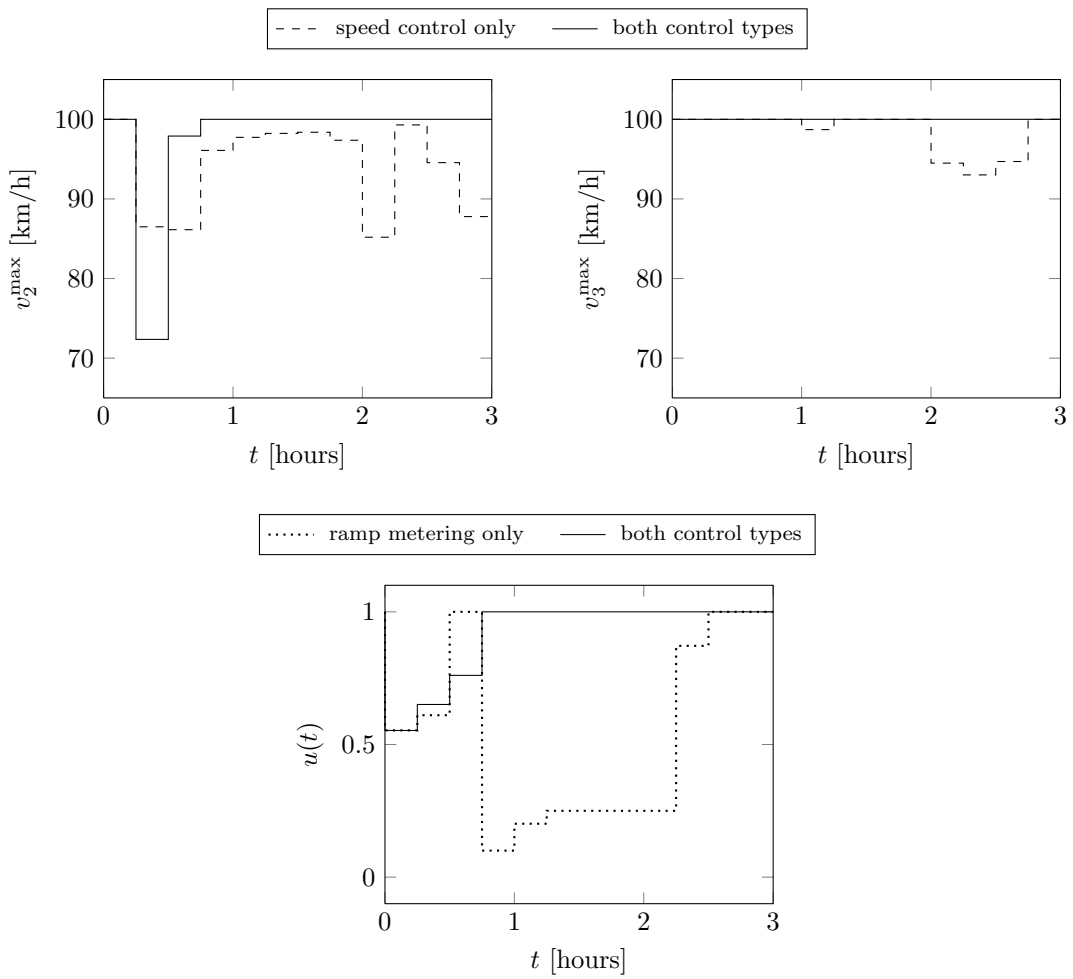 speed control only both control types
100
90
80
70
0 1 2 3
v₂^max [km/h]
t [hours]
100
90
80
70
0 1 2 3
v₃^max [km/h]
t [hours]
ramp metering only both control types
1
0.5
0
0 1 2 3
u(t)
t [hours]